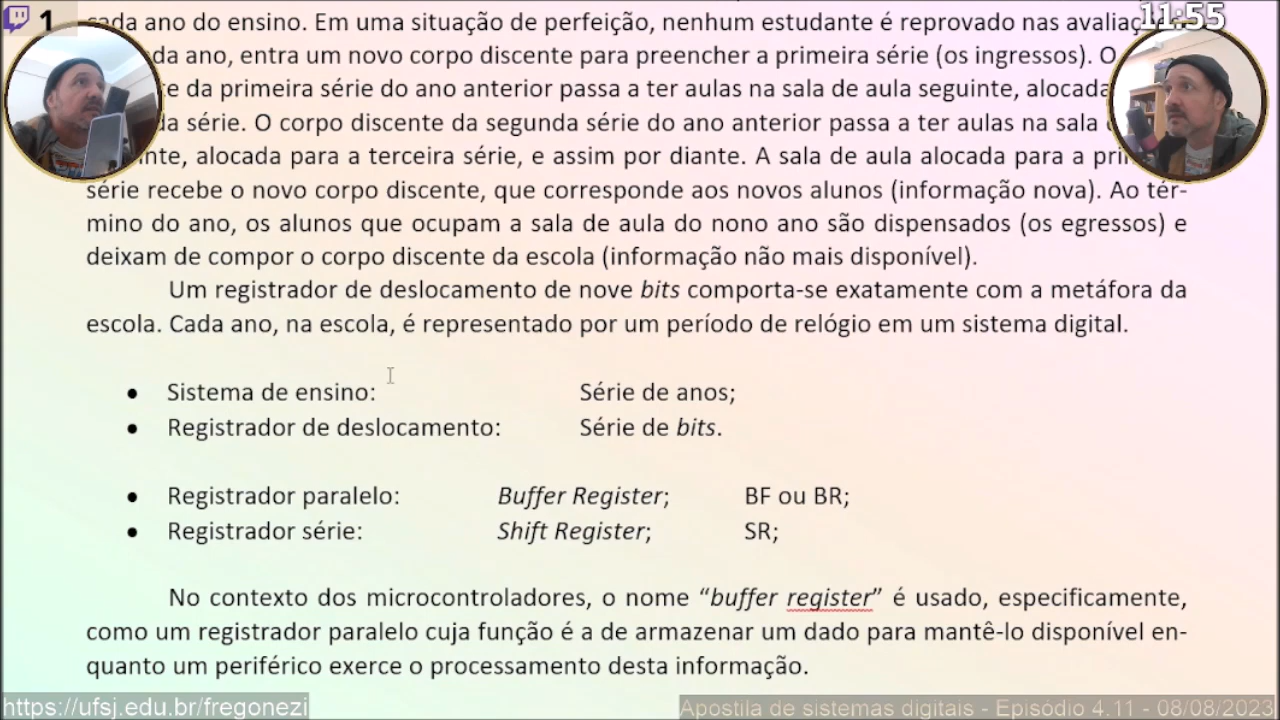 1
11:55
cada ano do ensino. Em uma situação de perfeição, nenhum estudante é reprovado nas
ano, entra um novo corpo discente para preencher a primeira série (os ingressos). O
da primeira série do ano anterior passa a ter aulas na sala de aula seguinte,
série. O corpo discente da segunda série do ano anterior passa a ter aulas na sala
alocada para a terceira série, e assim por diante. A sala de aula alocada para a
série recebe o novo corpo discente, que corresponde aos novos alunos (informação nova). Ao tér-
mino do ano, os alunos que ocupam a sala de aula do nono ano são dispensados (os egressos) e
deixam de compor o corpo discente da escola (informação não mais disponível).
Um registrador de deslocamento de nove bits comporta-se exatamente com a metáfora da
escola. Cada ano, na escola, é representado por um período de relógio em um sistema digital.
• Sistema de ensino: Série de anos;
• Registrador de deslocamento: Série de bits.
• Registrador paralelo: Buffer Register; BF ou BR;
• Registrador série: Shift Register; SR;
No contexto dos microcontroladores, o nome “buffer register” é usado, especificamente,
como um registrador paralelo cuja função é a de armazenar um dado para mantê-lo disponível en-
quanto um periférico exerce o processamento desta informação.
https://ufsj.edu.br/fregonezi
Apostila de sistemas digitais - Episódio 4.11 - 08/08/2023